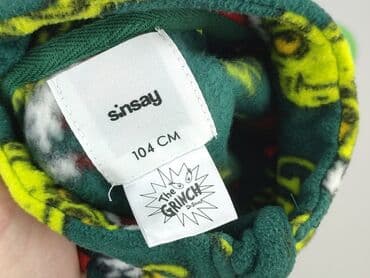 sinsay
104 CM
The
GRINCH